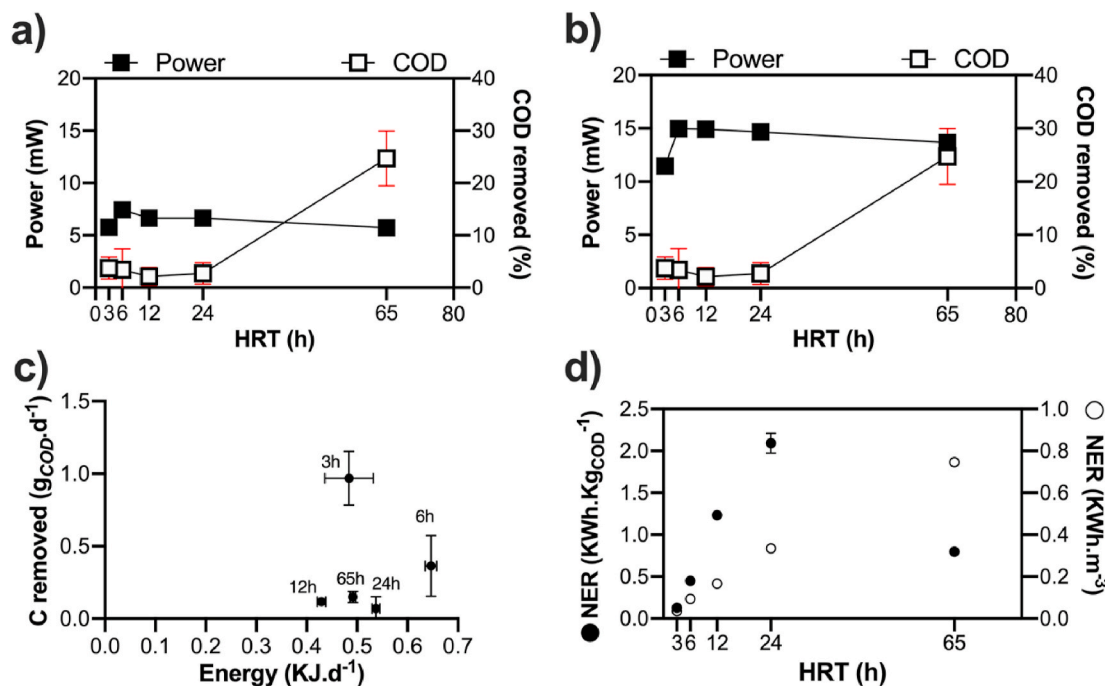 a)
Power COD
20
15
10
5
0
Power (mW)
40
30
20
10
0
COD removed (%)
0 3 6 12 24 65 80
HRT (h)
b)
Power COD
20
15
10
5
0
Power (mW)
40
30
20
10
0
COD removed (%)
0 3 6 12 24 65 80
HRT (h)
c)
1.5
1.0
0.5
0.0
C removed (gCOD.d-1)
3h
6h
12h
65h
24h
0.0 0.1 0.2 0.3 0.4 0.5 0.6 0.7
Energy (KJ.d-1)
d)
2.5
2.0
1.5
1.0
0.5
0.0
NER (KWh.KgCOD-1)
1.0
0.8
0.6
0.4
0.2
0.0
NER (KWh.m-3)
3 6 12 24 65
HRT (h)